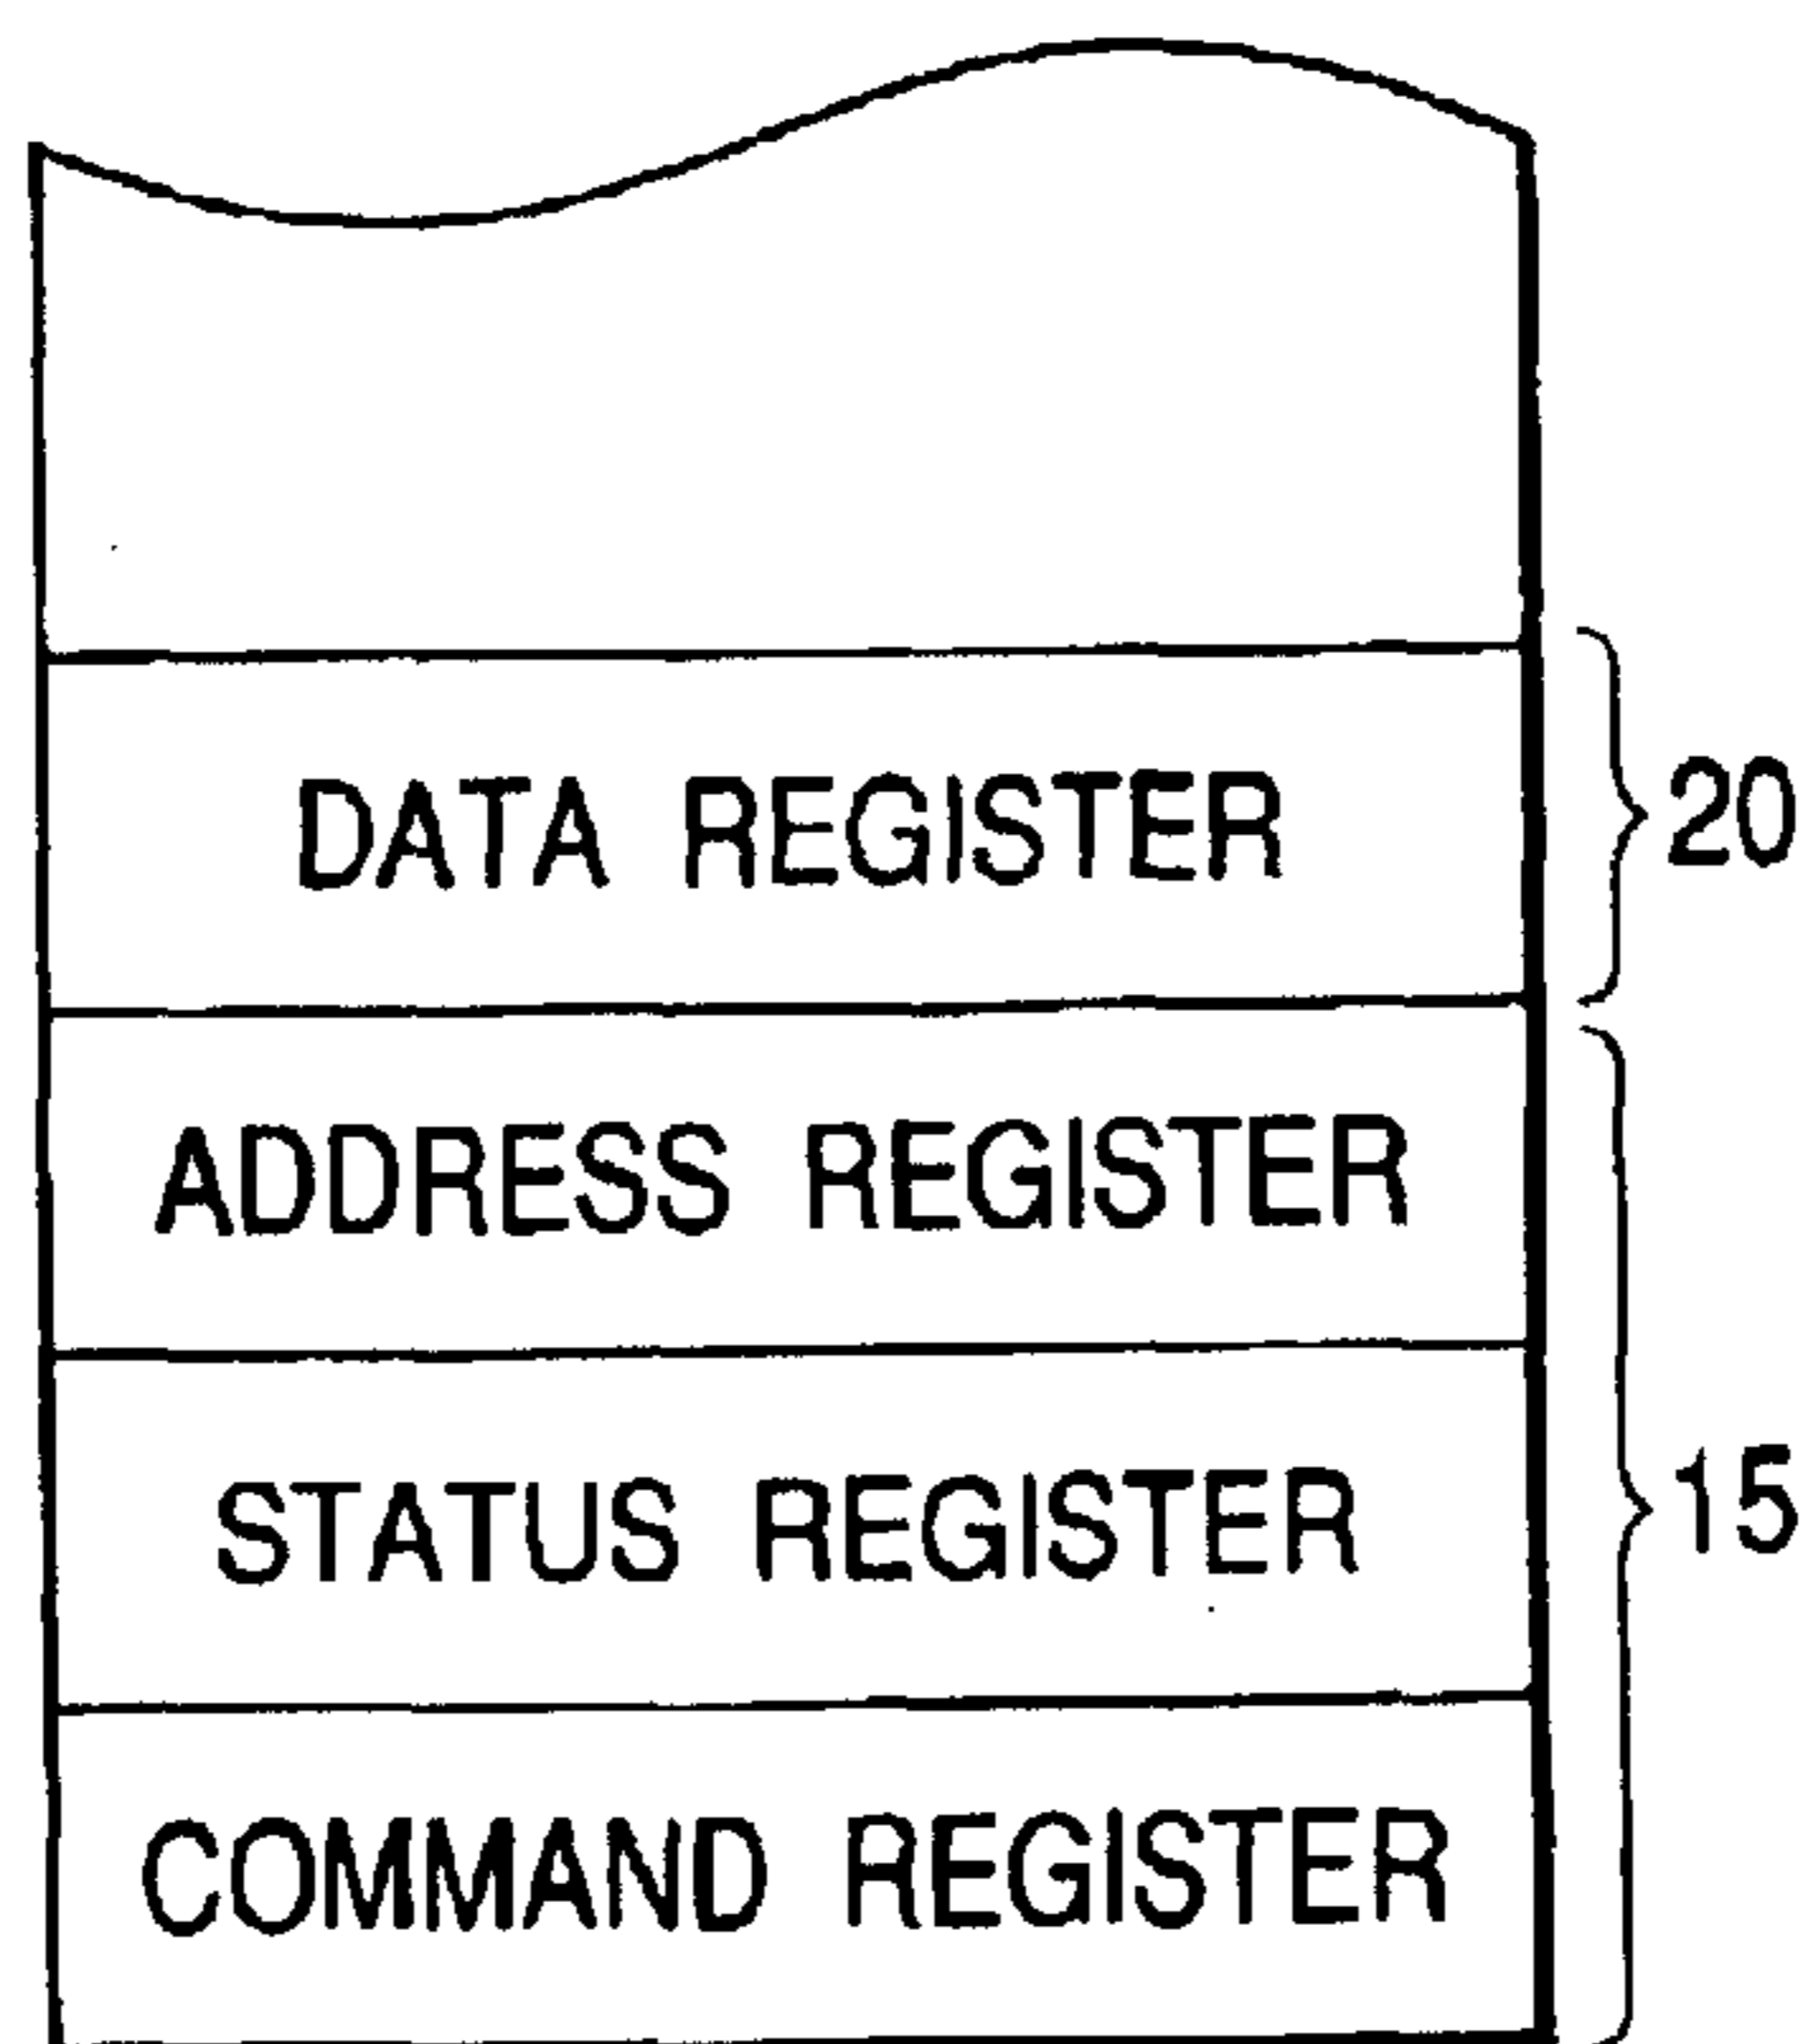 DATA REGISTER
20
ADDRESS REGISTER
STATUS REGISTER
15
COMMAND REGISTER